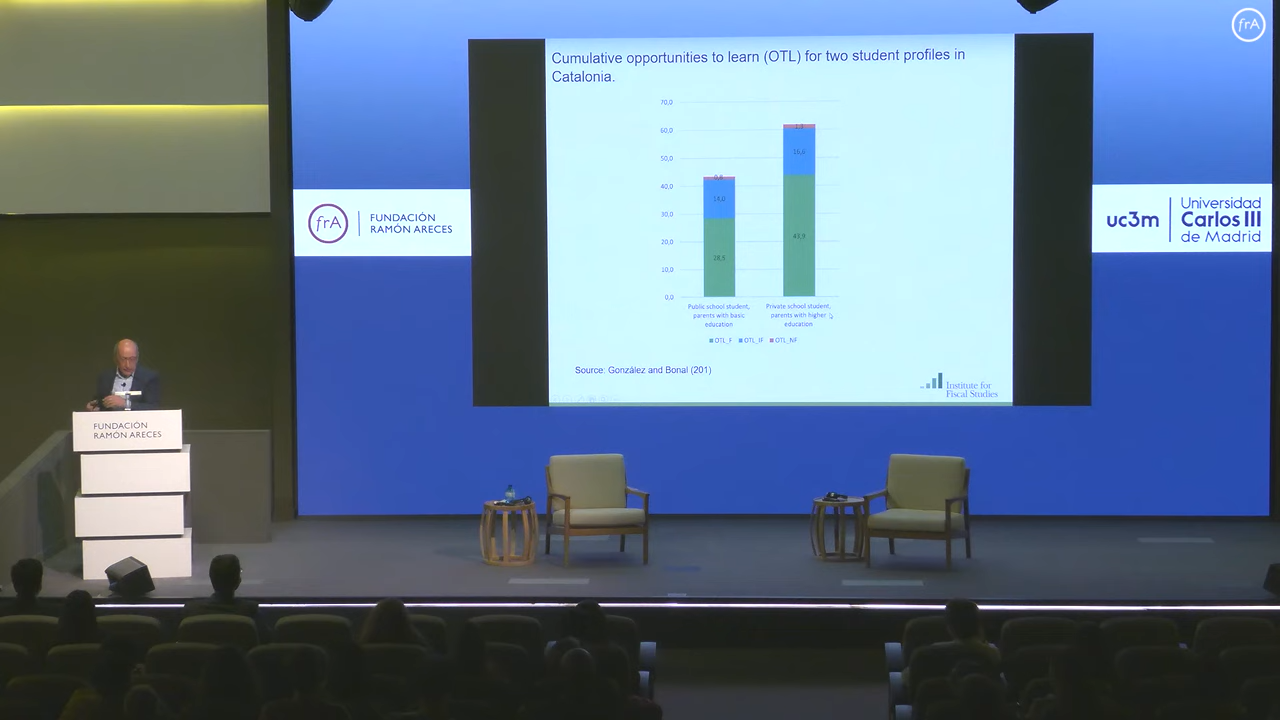 frA
Cumulative opportunities to learn (OTL) for two student profiles in
Catalonia.
70,0
60,0
50,0
40,0
30,0
20,0
10,0
0,0
14,0
43,9
Public school student,
parents with basic
education
Private school student,
parents with higher
education
OTL_F OTL_IF OTL_NF
Source: González and Bonal (201)
Institute for
Fiscal Studies
frA
FUNDACIÓN
RAMÓN ARECES
uc3m
Universidad
Carlos III
de Madrid
FUNDACIÓN
RAMÓN ARECES